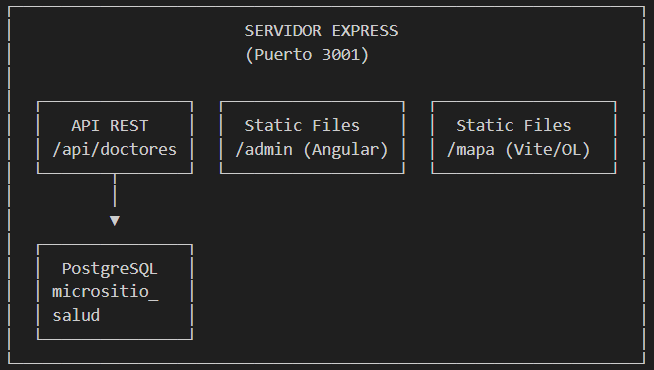 SERVIDOR EXPRESS
(Puerto 3001)
API REST
/api/doctores
Static Files
/admin (Angular)
Static Files
/mapa (Vite/OL)
PostgreSQL
micrositio_
salud